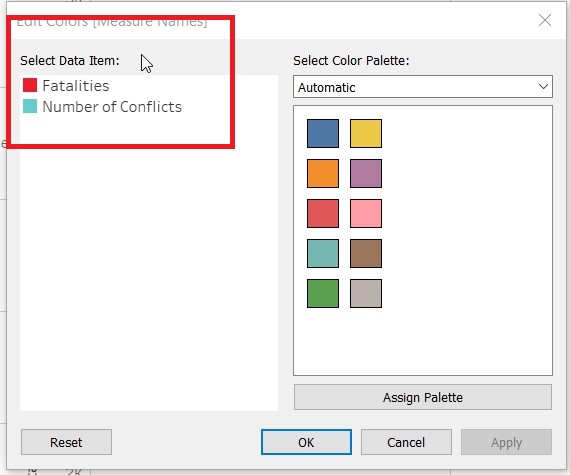 Edit Colors [Measure Names]
Select Data Item:
Fatalities
Number of Conflicts
Select Color Palette:
Automatic
Assign Palette
Reset
OK
Cancel
Apply
2K